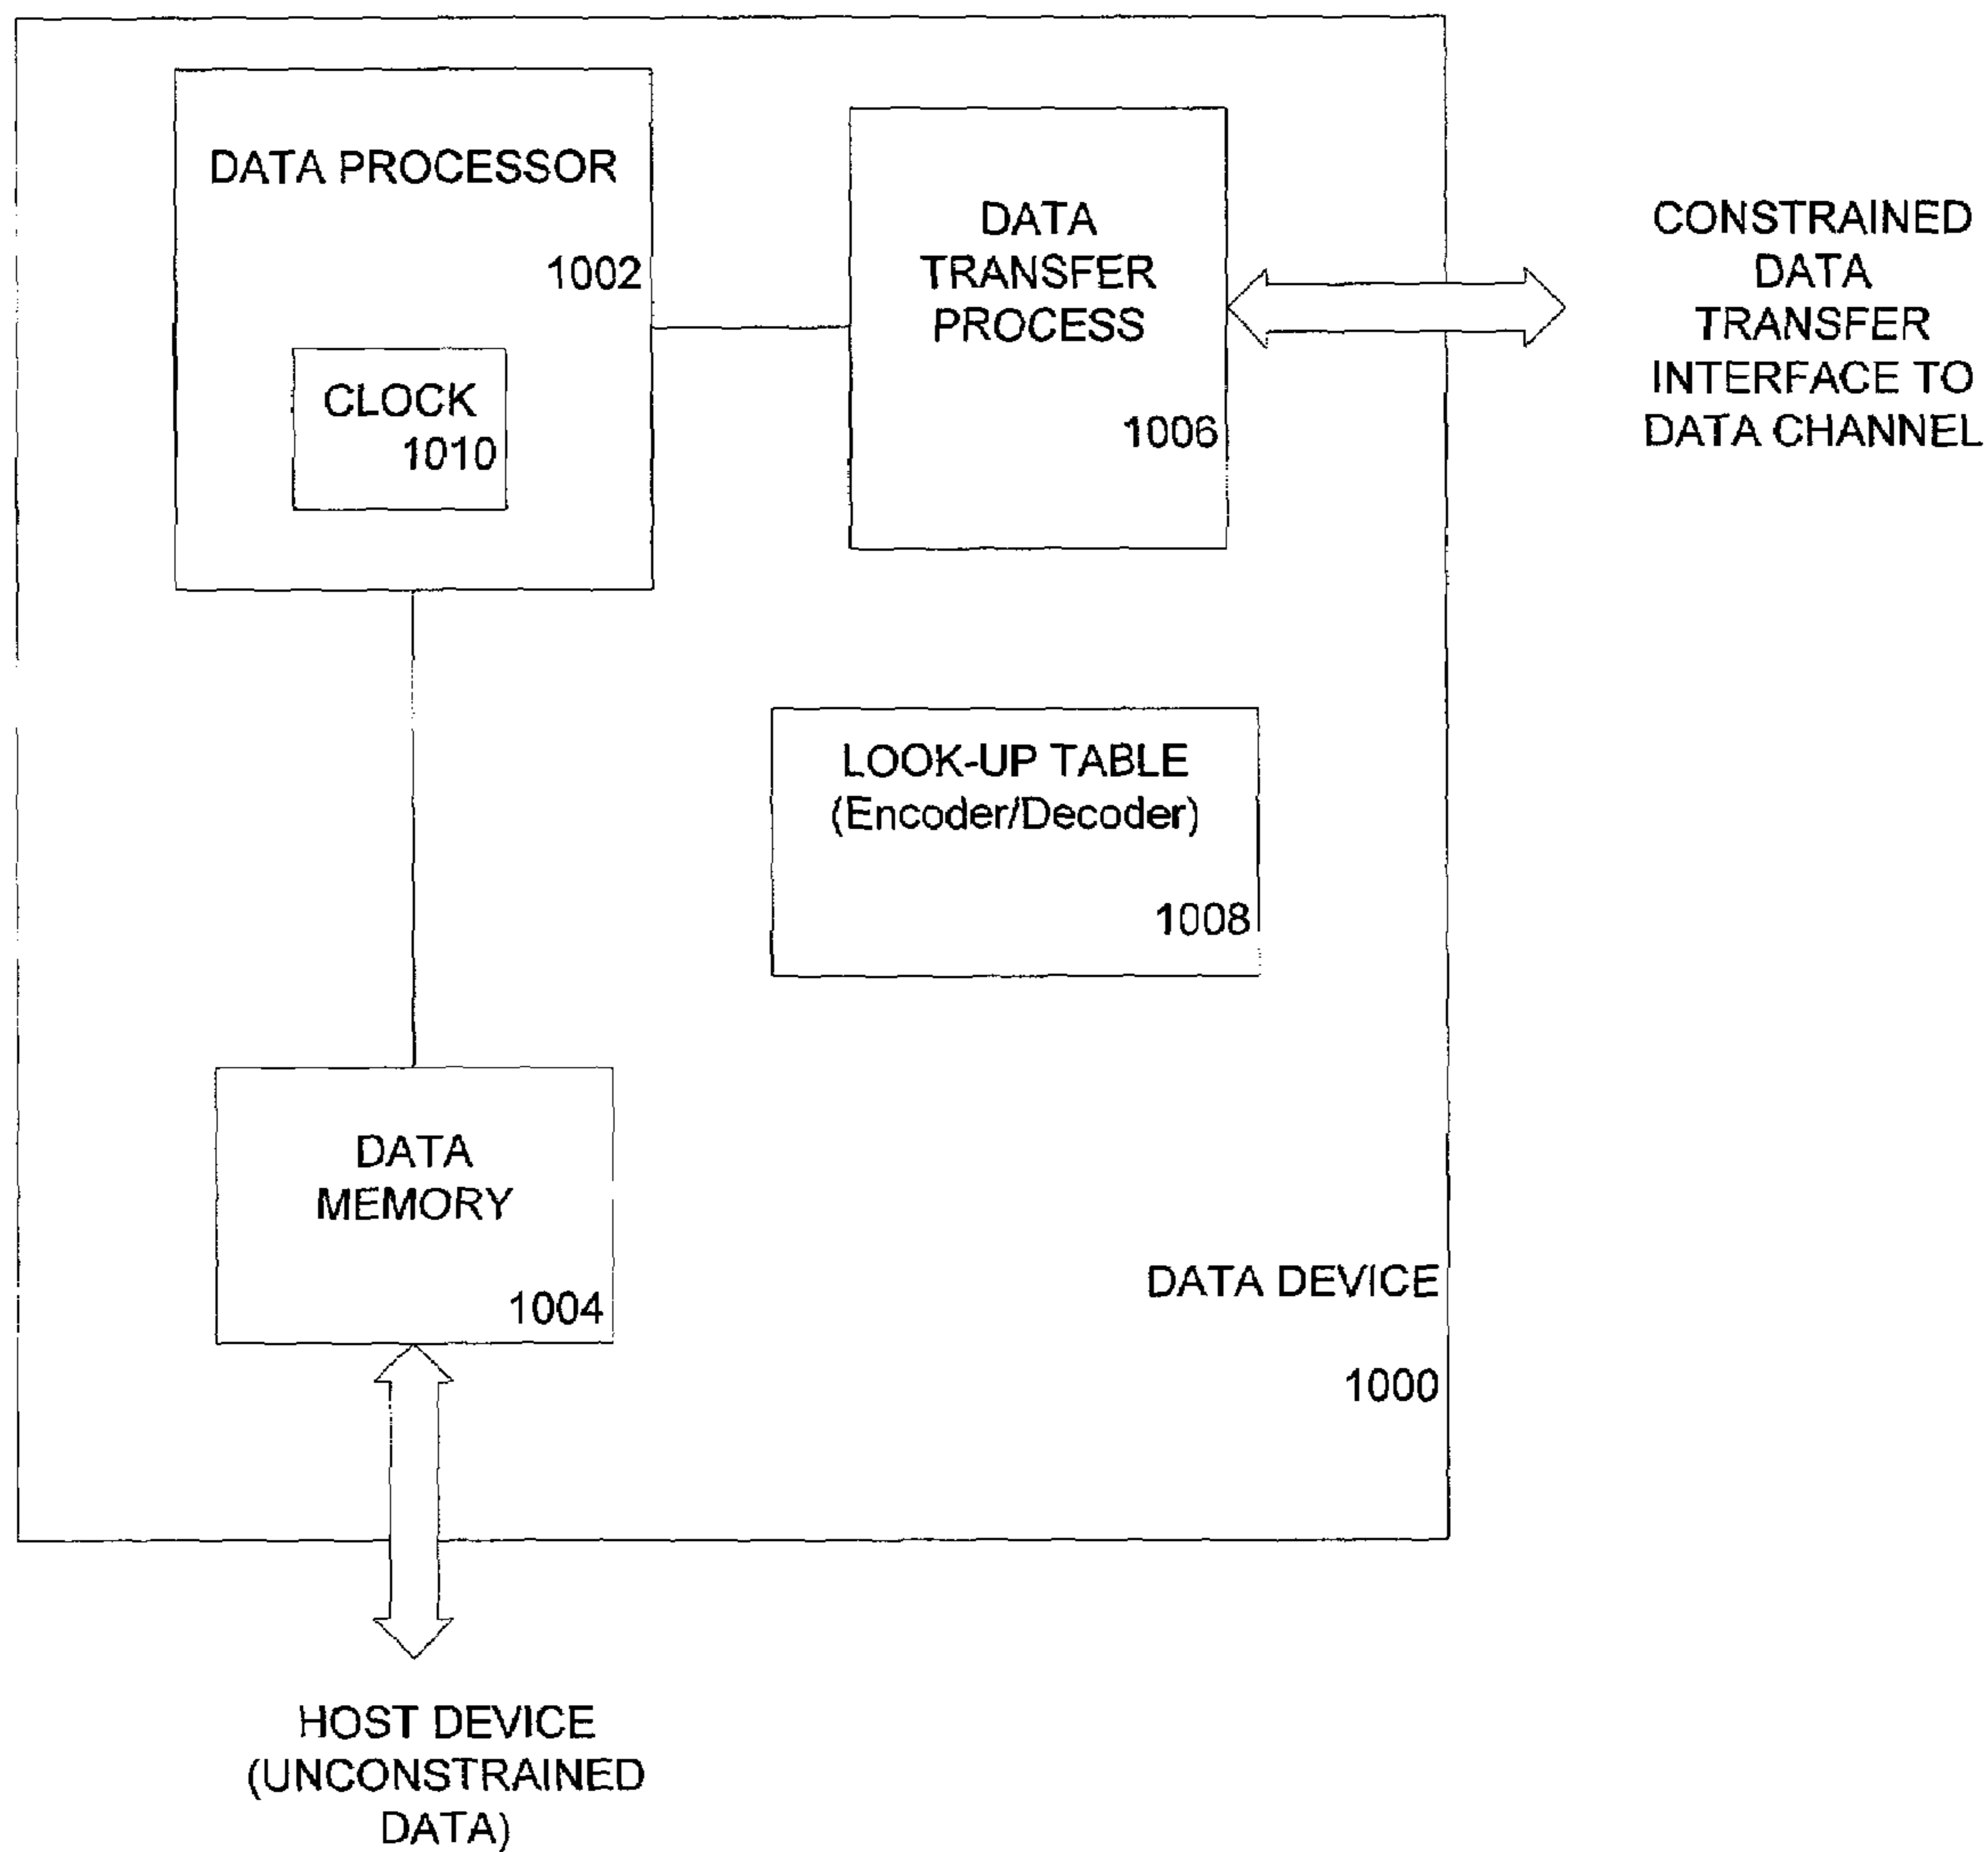 DATA PROCESSOR
1002
CLOCK
1010
DATA
TRANSFER
PROCESS
1006
CONSTRAINED
DATA
TRANSFER
INTERFACE TO
DATA CHANNEL
LOOK-UP TABLE
(Encoder/Decoder)
1008
DATA
MEMORY
1004
DATA DEVICE
1000
HOST DEVICE
(UNCONSTRAINED
DATA)